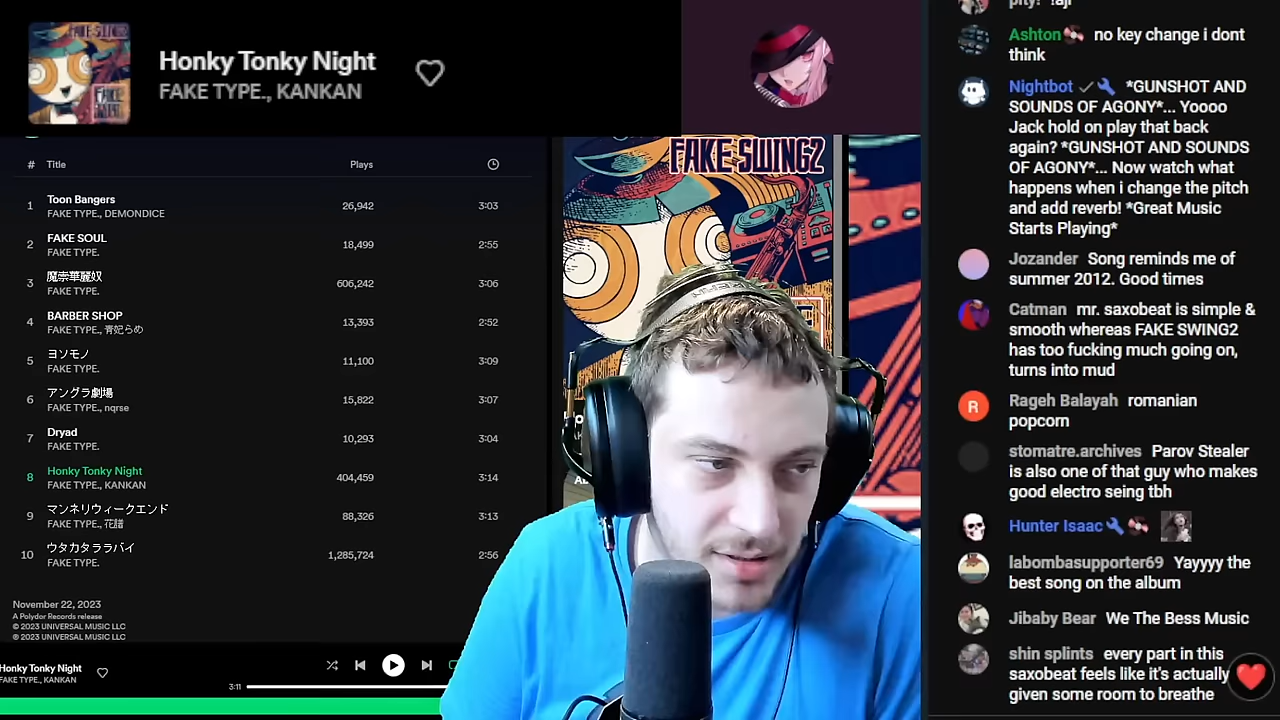 Honky Tonky Night
FAKE TYPE., KANKAN
# Title Plays
1 Toon Bangers 26,942 3:03
FAKE TYPE., DEMONDICE
2 FAKE SOUL 18,499 2:55
FAKE TYPE.
3 魔崇華麗奴 606,242 3:06
FAKE TYPE.
4 BARBER SHOP 13,393 2:52
FAKE TYPE., 青妃らめ
5 ヨソモノ 11,100 3:09
FAKE TYPE.
6 アングラ劇場 15,822 3:07
FAKE TYPE., nqrse
7 Dryad 10,293 3:04
FAKE TYPE.
8 Honky Tonky Night 404,459 3:14
FAKE TYPE., KANKAN
9 マンネリウィークエンド 88,326 3:13
FAKE TYPE., 花譜
10 ウタカタララバイ 1,285,724 2:56
FAKE TYPE.
November 22, 2023
A Polydor Records release
© 2023 UNIVERSAL MUSIC LLC
℗ 2023 UNIVERSAL MUSIC LLC
Honky Tonky Night
FAKE TYPE., KANKAN
3:11
FAKE SWING2
Ashton no key change i dont
think
Nightbot *GUNSHOT AND
SOUNDS OF AGONY*... Yoooo
Jack hold on play that back
again? *GUNSHOT AND SOUNDS
OF AGONY*... Now watch what
happens when i change the pitch
and add reverb! *Great Music
Starts Playing*
Jozander Song reminds me of
summer 2012. Good times
Catman mr. saxobeat is simple &
smooth whereas FAKE SWING2
has too fucking much going on,
turns into mud
R Rageh Balayah romanian
popcorn
stomatre.archives Parov Stealer
is also one of that guy who makes
good electro seing tbh
Hunter Isaac
labombasupporter69 Yayyyy the
best song on the album
Jibaby Bear We The Bess Music
shin splints every part in this
saxobeat feels like it's actually
given some room to breathe